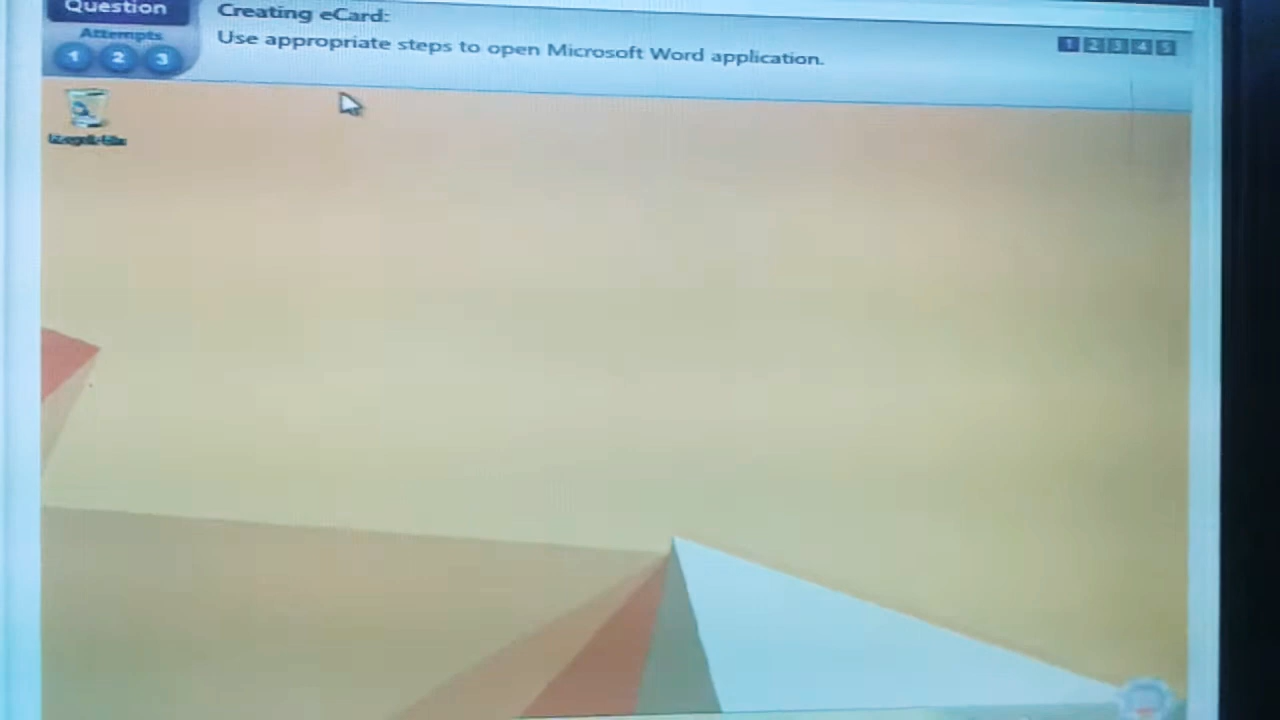 Question
Attempts
1 2 3
Creating eCard:
Use appropriate steps to open Microsoft Word application.
1 2 3 4 5